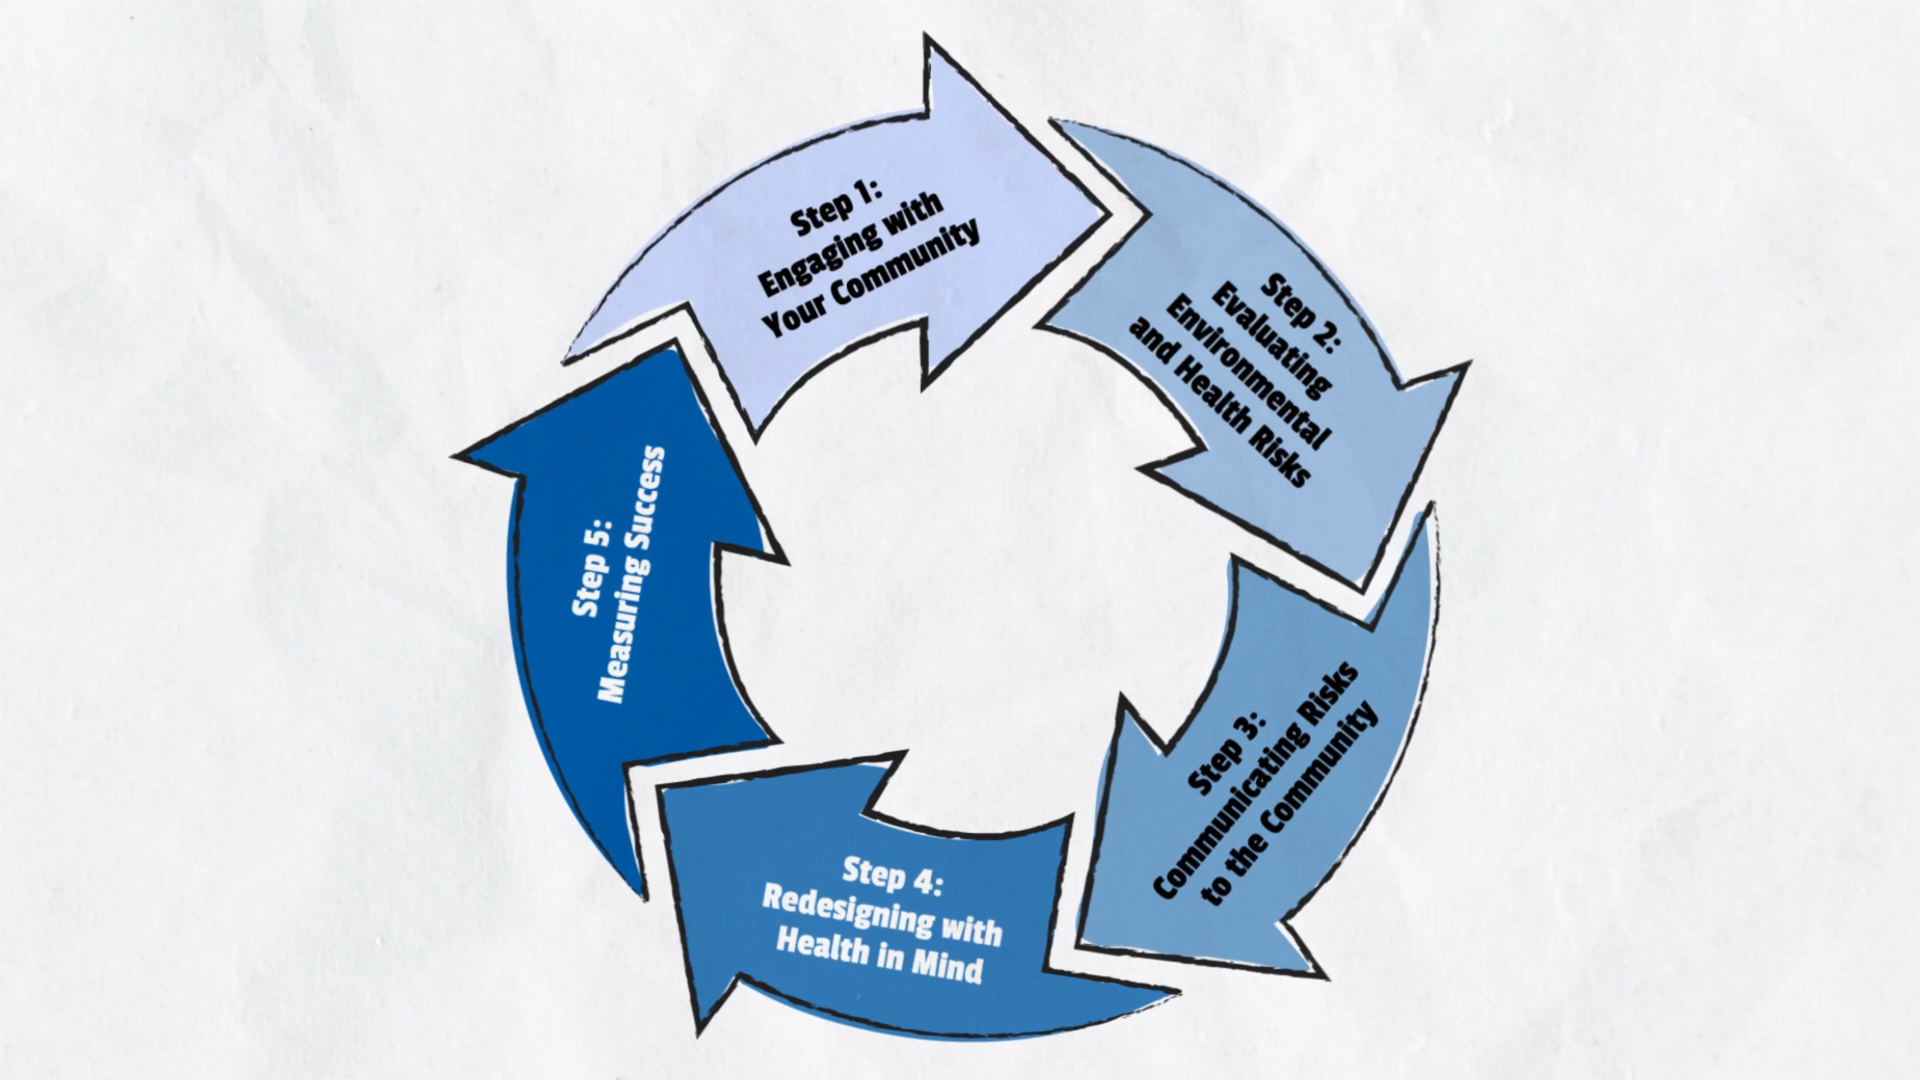 Step 1:
Engaging with
Your Community
Step 2:
Evaluating
Environmental
and Health Risks
Step 3:
Communicating Risks
to the Community
Step 4:
Redesigning with
Health in Mind
Step 5:
Measuring Success